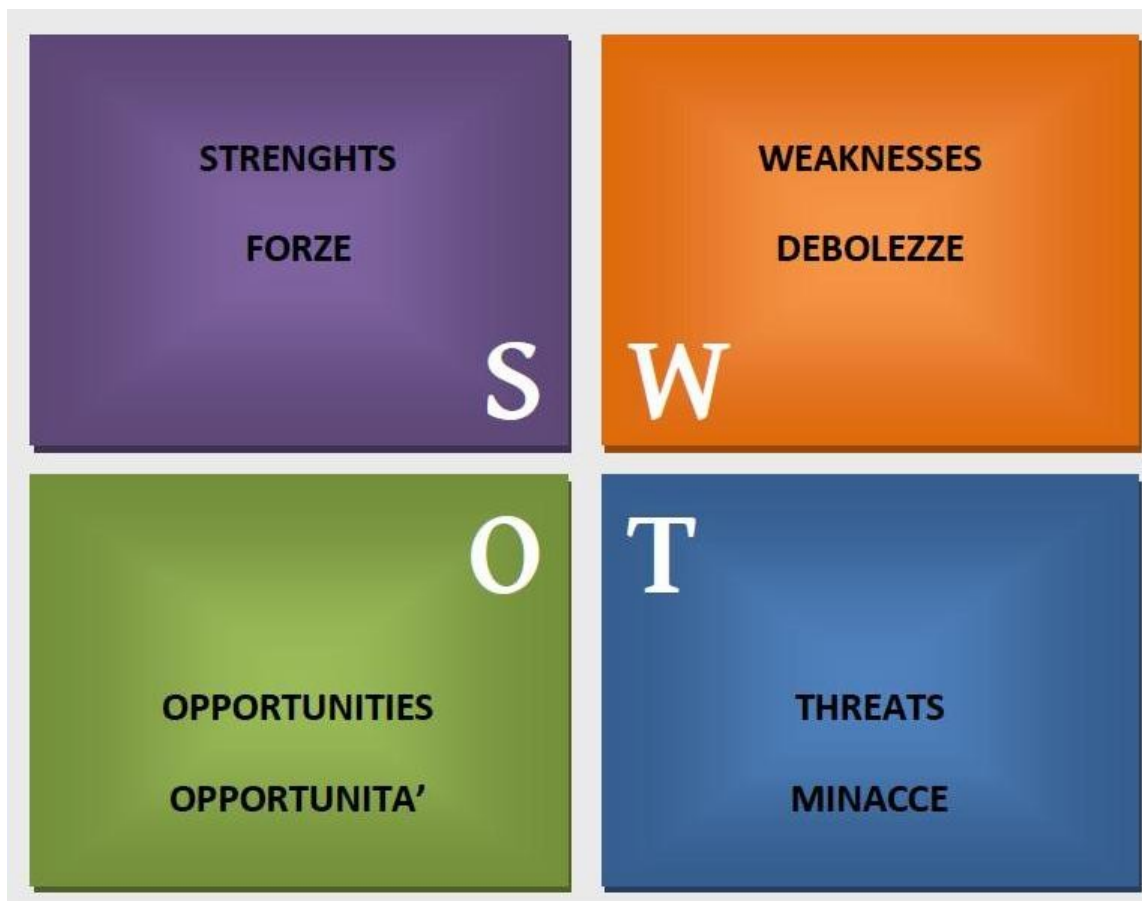 STRENGHTS
FORZE
S
WEAKNESSES
DEBOLEZZE
W
O
OPPORTUNITIES
OPPORTUNITA’
T
THREATS
MINACCE